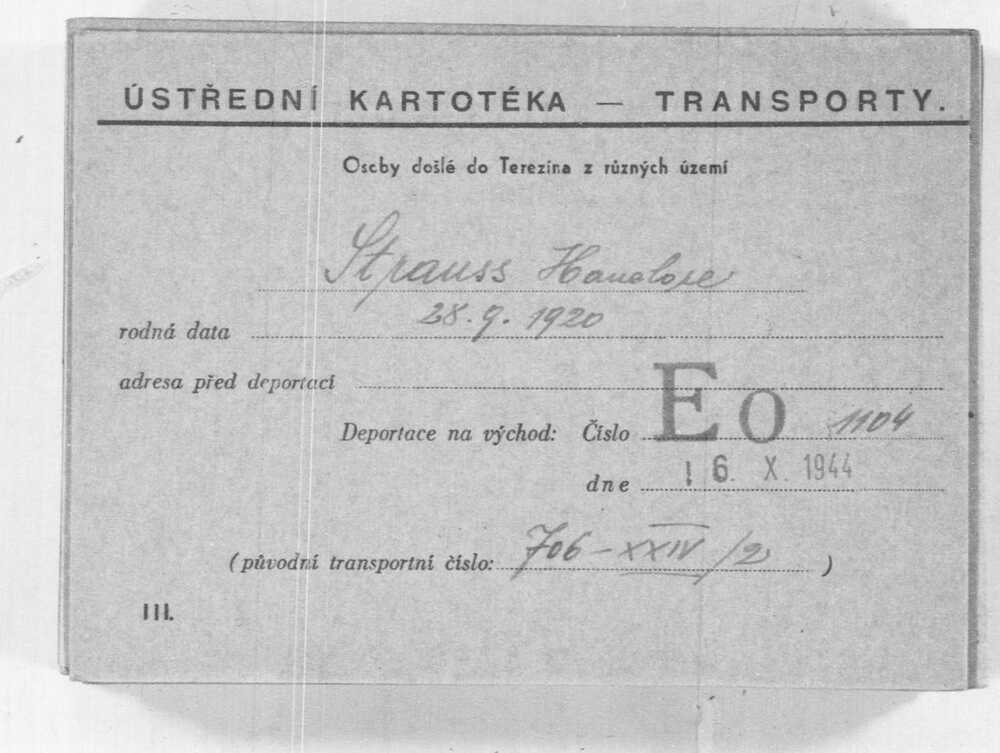 ÚSTŘEDNÍ KARTOTÉKA — TRANSPORTY.
Osoby došlé do Terezína z různých území
Strauss Hanelore
rodná data 28. 9. 1920
adresa před deportací
Deportace na východ: Číslo Eo 1104
dne 16. X. 1944
(původní transportní číslo: 706-XXIV/2)
III.